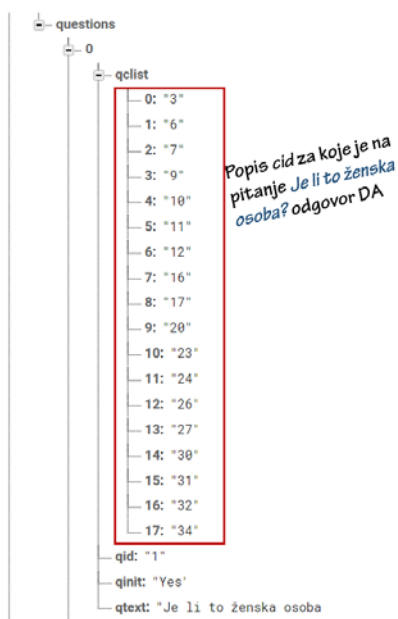 questions
0
qclist
0: "3"
1: "6"
2: "7"
3: "9"
4: "10"
5: "11"
6: "12"
7: "16"
8: "17"
9: "20"
10: "23"
11: "24"
12: "26"
13: "27"
14: "30"
15: "31"
16: "32"
17: "34"
Popis cid za koje je na
pitanje Je li to ženska
osoba? odgovor DA
qid: "1"
qinit: "Yes'
qtext: "Je li to ženska osoba